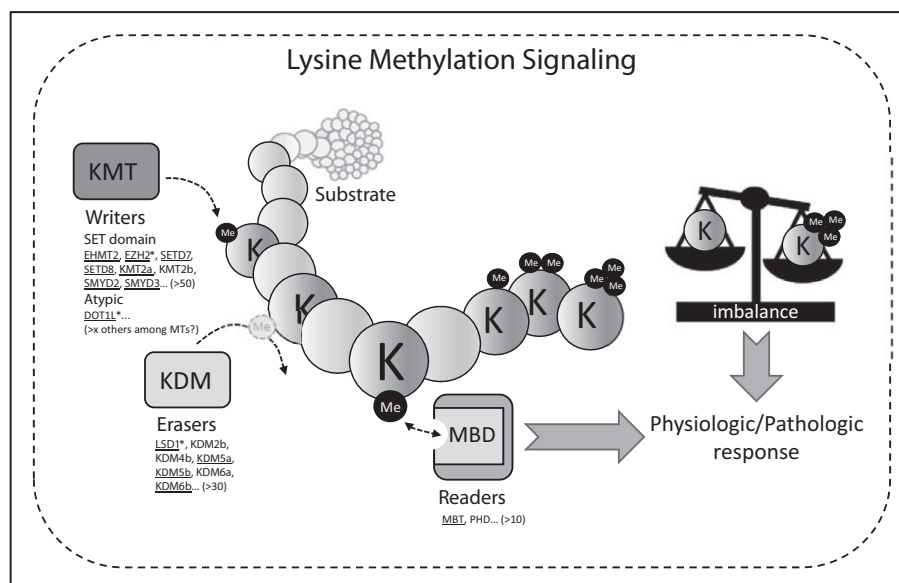 Lysine Methylation Signaling
KMT
Writers
SET domain
EHMT2, EZH2*, SETD7,
SETD8, KMT2a, KMT2b,
SMYD2, SMYD3... (>50)
Atypic
DOT1L*...
(>x others among MTs?)
Substrate
Me
K
K
Me
KDM
Erasers
LSD1*, KDM2b,
KDM4b, KDM5a,
KDM5b, KDM6a,
KDM6b... (>30)
K
Me
K
Me
K
Me
Me
K
Me
Me
Me
MBD
Readers
MBT, PHD... (>10)
K
K
Me
Me
Me
imbalance
Physiologic/Pathologic
response